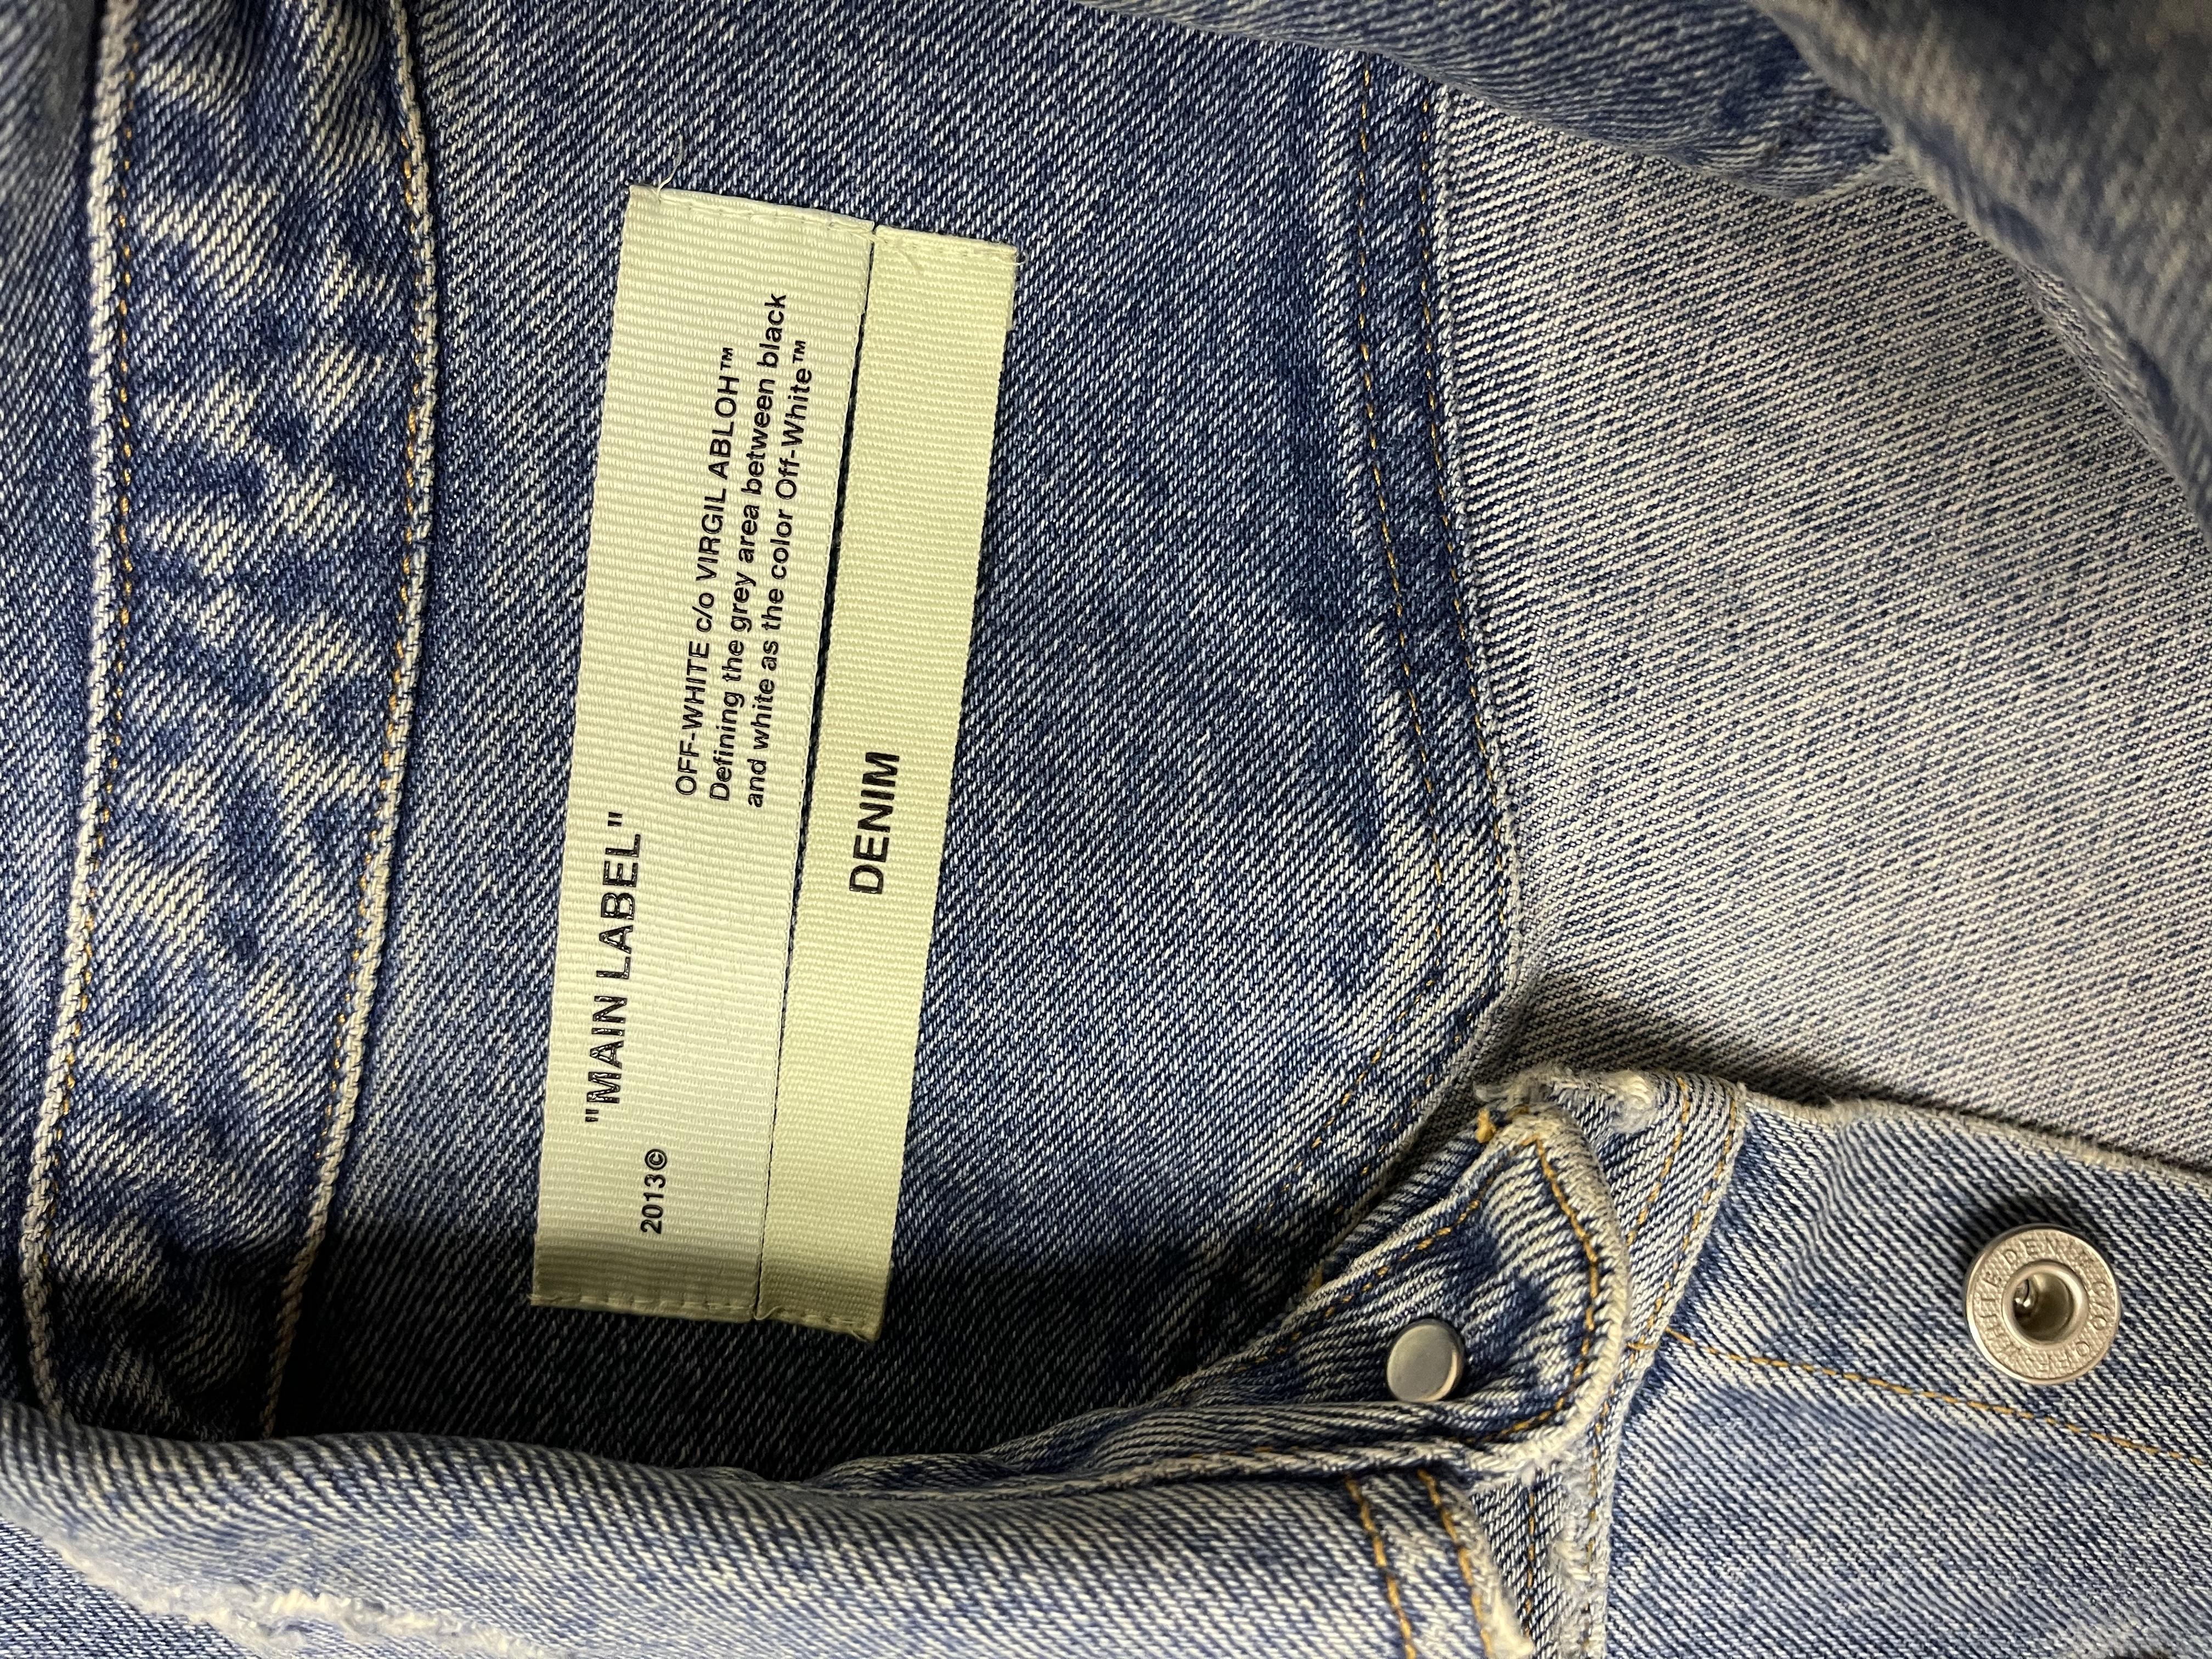 2013© "MAIN LABEL"
OFF-WHITE c/o VIRGIL ABLOH™
Defining the grey area between black
and white as the color Off-White™
DENIM